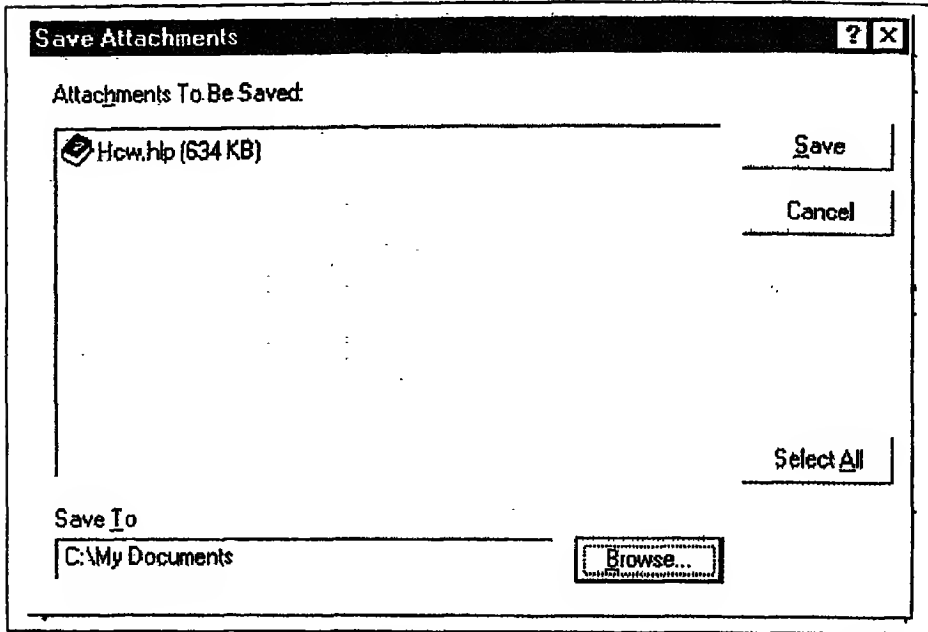 Save Attachments ? X
Attachments To Be Saved:
Hcw.hlp (634 KB)
Save
Cancel
Select All
Save To
C:\My Documents
Browse...